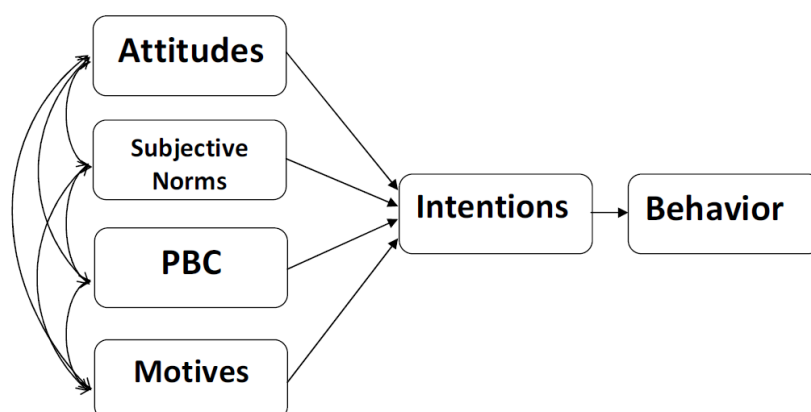 Attitudes
Subjective
Norms
PBC
Motives
Intentions
Behavior